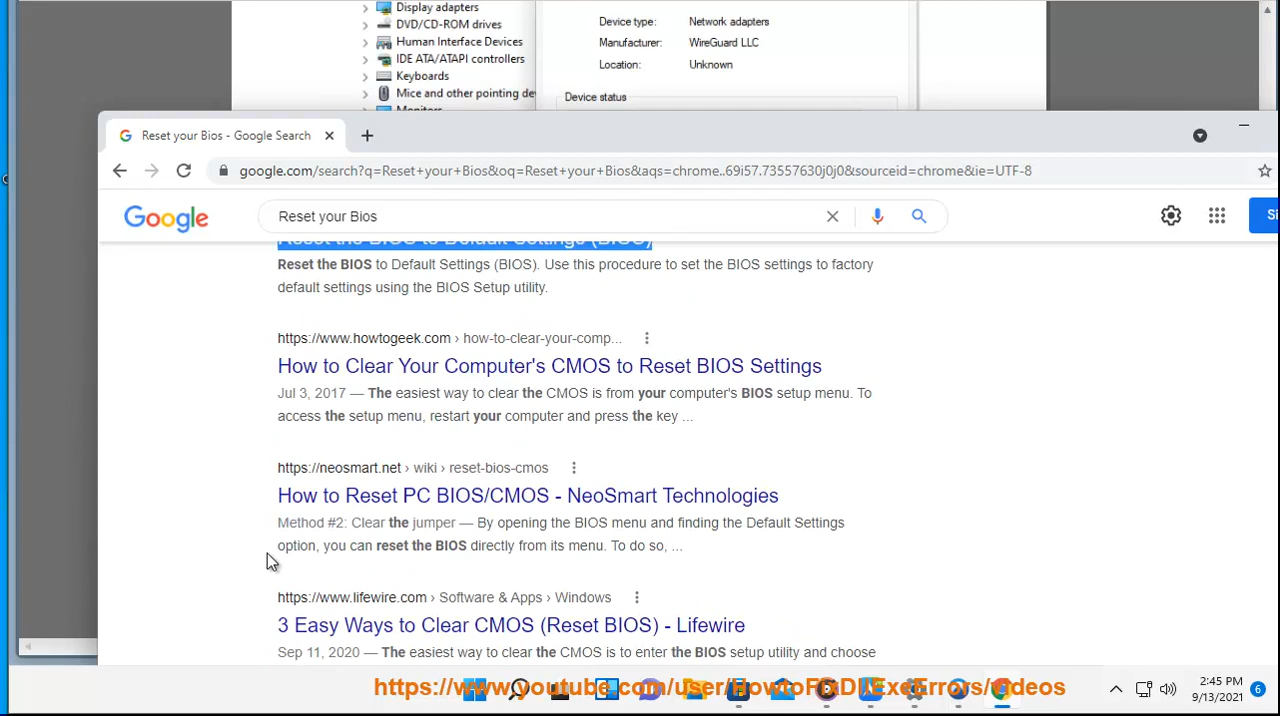 Display adapters
DVD/CD-ROM drives
Human Interface Devices
IDE ATA/ATAPI controllers
Keyboards
Mice and other pointing de
Monitors
Device type: Network adapters
Manufacturer: WireGuard LLC
Location: Unknown
Device status
Reset your Bios - Google Search
google.com/search?q=Reset+your+Bios&oq=Reset+your+Bios&aqs=chrome..69i57.73557630j0j0&sourceid=chrome&ie=UTF-8
Google
Reset your Bios
Si
Reset the BIOS to Default Settings (BIOS)
Reset the BIOS to Default Settings (BIOS). Use this procedure to set the BIOS settings to factory
default settings using the BIOS Setup utility.
https://www.howtogeek.com › how-to-clear-your-comp...
How to Clear Your Computer's CMOS to Reset BIOS Settings
Jul 3, 2017 — The easiest way to clear the CMOS is from your computer's BIOS setup menu. To
access the setup menu, restart your computer and press the key ...
https://neosmart.net › wiki › reset-bios-cmos
How to Reset PC BIOS/CMOS - NeoSmart Technologies
Method #2: Clear the jumper — By opening the BIOS menu and finding the Default Settings
option, you can reset the BIOS directly from its menu. To do so, ...
https://www.lifewire.com › Software & Apps › Windows
3 Easy Ways to Clear CMOS (Reset BIOS) - Lifewire
Sep 11, 2020 — The easiest way to clear the CMOS is to enter the BIOS setup utility and choose
https://www.youtube.com/user/HowtoFixDllExeErrors/videos
2:45 PM
9/13/2021
6